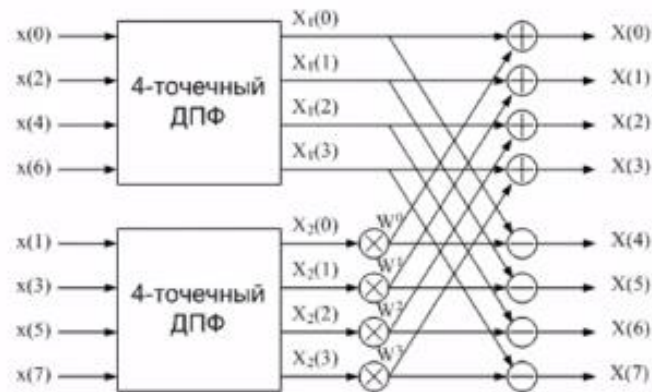 x(0) X₁(0) X(0)
x(2) X₁(1) X(1)
4-точечный
ДПФ
x(4) X₁(2) X(2)
x(6) X₁(3) X(3)
x(1) X₂(0) W⁰ X(4)
x(3) X₂(1) W¹ X(5)
4-точечный
ДПФ
x(5) X₂(2) W² X(6)
x(7) X₂(3) W³ X(7)